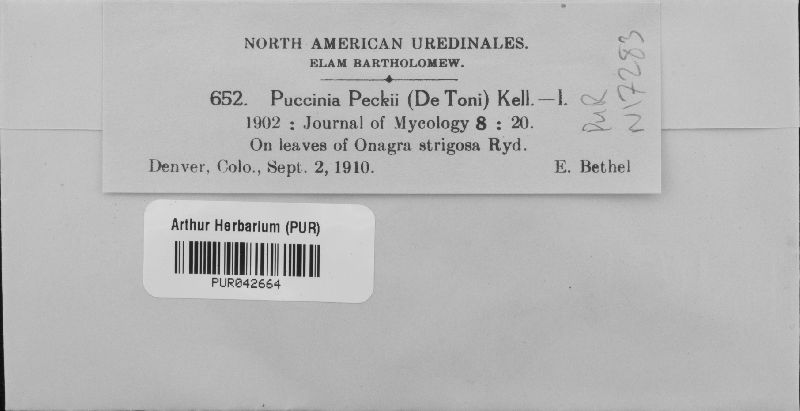 NORTH AMERICAN UREDINALES.
ELAM BARTHOLOMEW.
652. Puccinia Peckii (De Toni) Kell.—I.
1902 : Journal of Mycology 8 : 20.
On leaves of Onagra strigosa Ryd.
Denver, Colo., Sept. 2, 1910. E. Bethel
PUR
N17283
Arthur Herbarium (PUR)
PUR042664